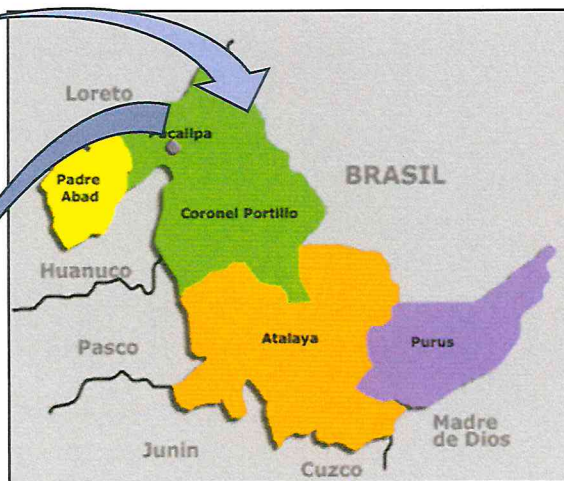 Loreto
Pucallpa
Padre
Abad
BRASIL
Coronel Portillo
Huanuco
Atalaya
Purus
Pasco
Madre
de Dios
Junin
Cuzco